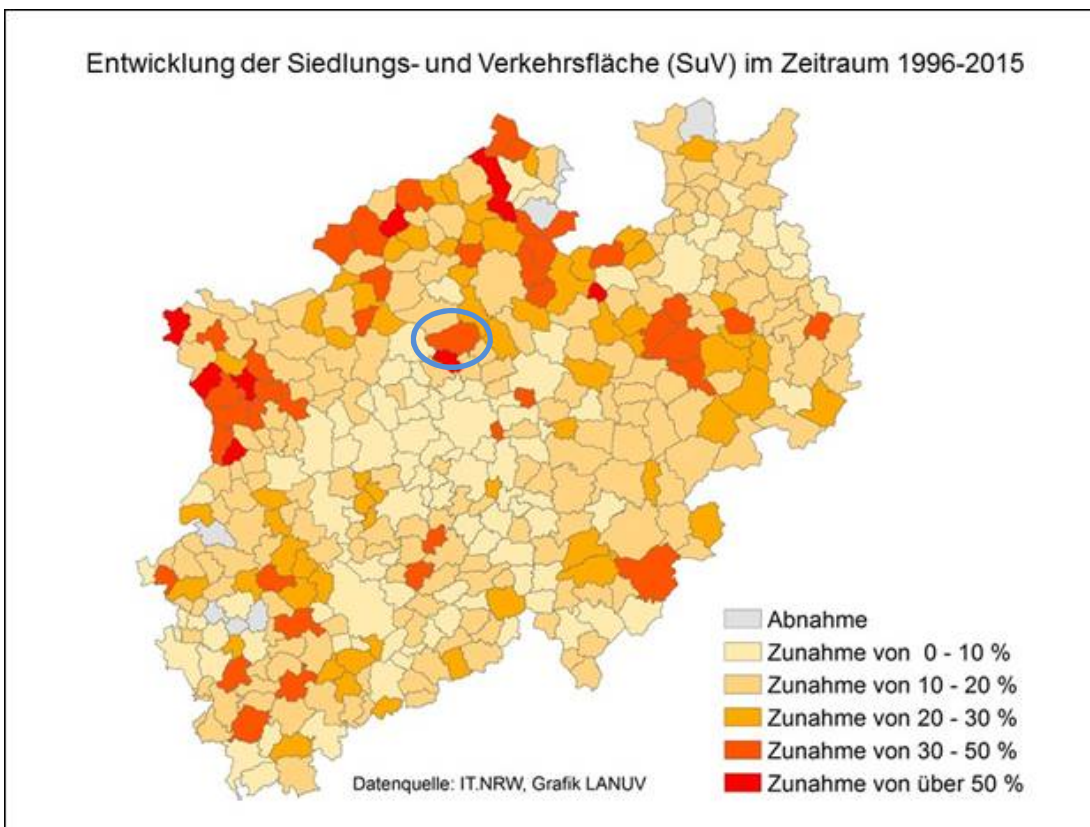 Entwicklung der Siedlungs- und Verkehrsfläche (SuV) im Zeitraum 1996-2015
Abnahme
Zunahme von 0 - 10 %
Zunahme von 10 - 20 %
Zunahme von 20 - 30 %
Zunahme von 30 - 50 %
Zunahme von über 50 %
Datenquelle: IT.NRW, Grafik LANUV